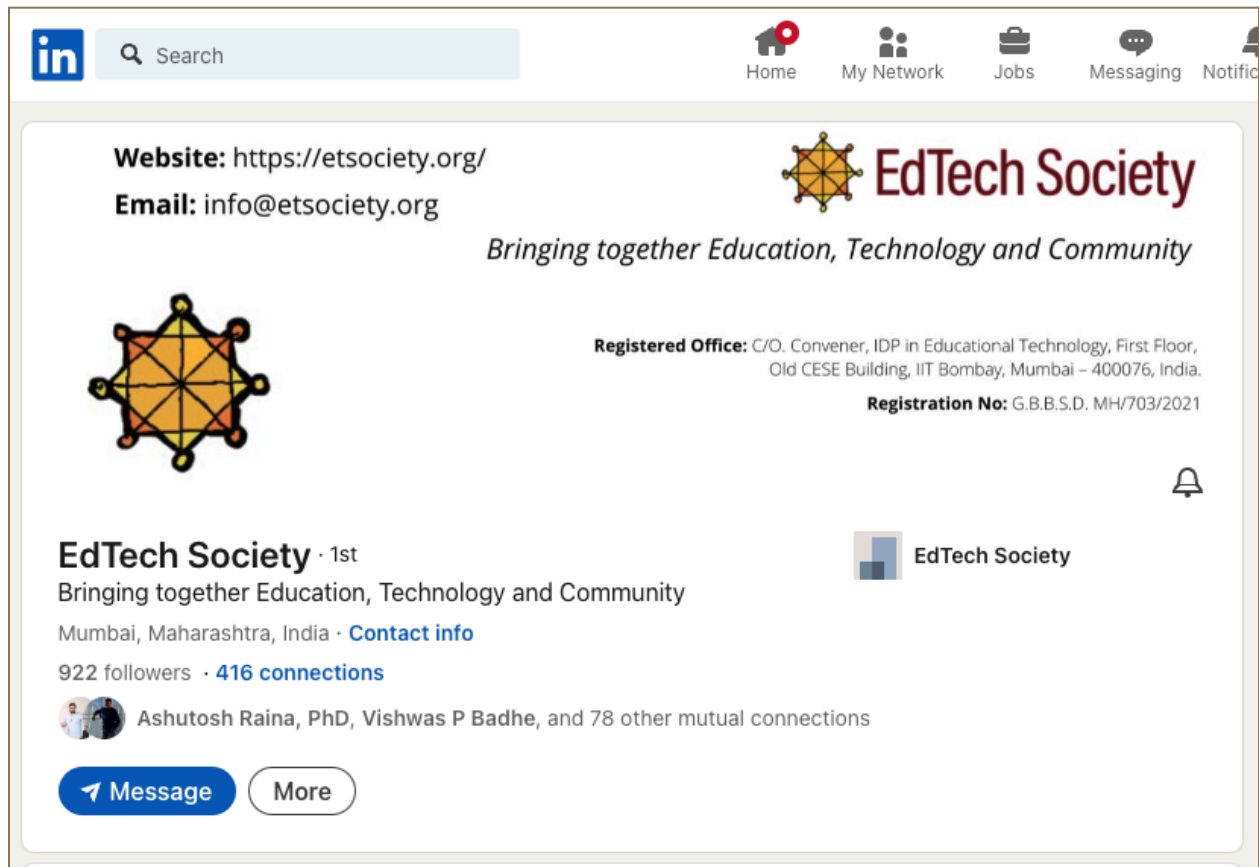 in
Search
Home
My Network
Jobs
Messaging
Notific
Website: https://etsociety.org/
Email: info@etsociety.org
EdTech Society
Bringing together Education, Technology and Community
Registered Office: C/O. Convener, IDP in Educational Technology, First Floor,
Old CESE Building, IIT Bombay, Mumbai – 400076, India.
Registration No: G.B.B.S.D. MH/703/2021
EdTech Society · 1st
EdTech Society
Bringing together Education, Technology and Community
Mumbai, Maharashtra, India · Contact info
922 followers · 416 connections
Ashutosh Raina, PhD, Vishwas P Badhe, and 78 other mutual connections
Message
More